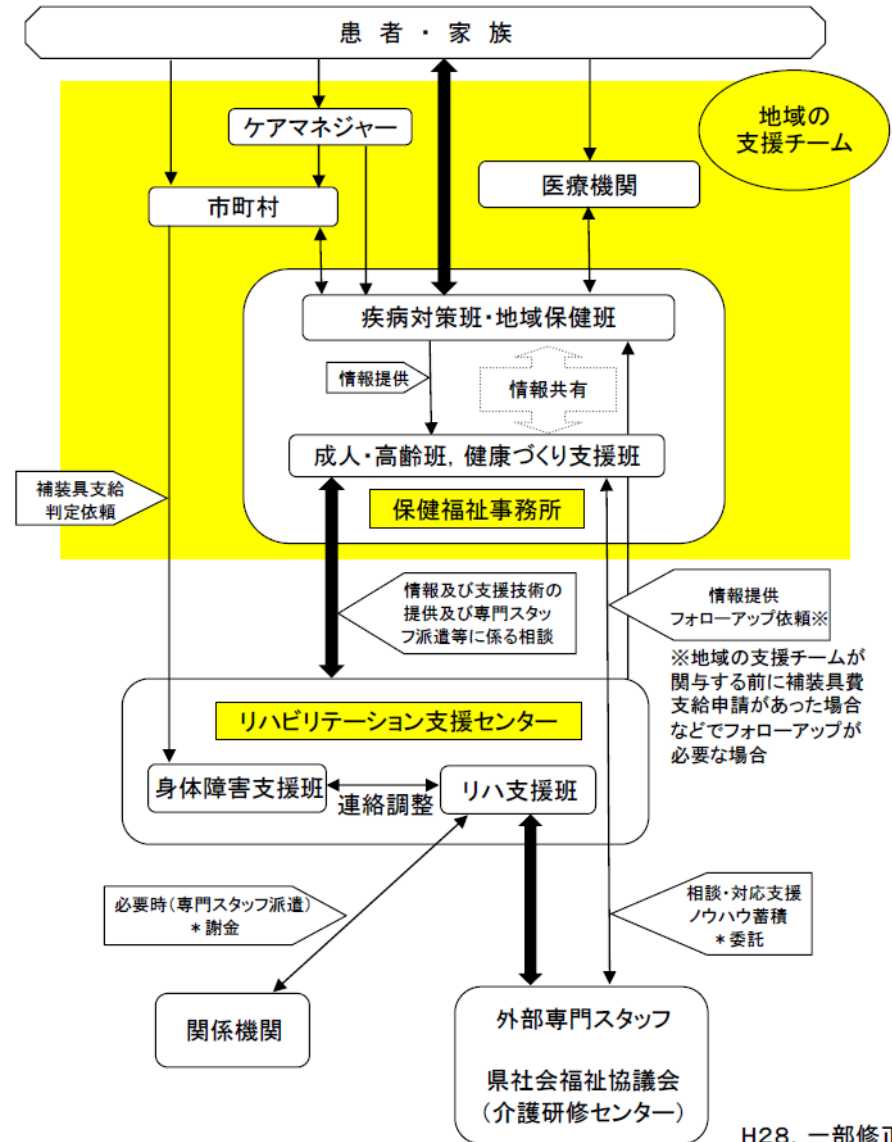 患者・家族
地域の
支援チーム
ケアマネジャー
医療機関
市町村
疾病対策班・地域保健班
情報提供
情報共有
成人・高齢班，健康づくり支援班
保健福祉事務所
補装具支給
判定依頼
情報及び支援技術の
提供及び専門スタッ
フ派遣等に係る相談
情報提供
フォローアップ依頼※
※地域の支援チームが
関与する前に補装具費
支給申請があった場合
などでフォローアップが
必要な場合
リハビリテーション支援センター
身体障害支援班
連絡調整
リハ支援班
必要時（専門スタッフ派遣）
＊謝金
相談・対応支援
ノウハウ蓄積
＊委託
関係機関
外部専門スタッフ
県社会福祉協議会
（介護研修センター）
H28．一部修正